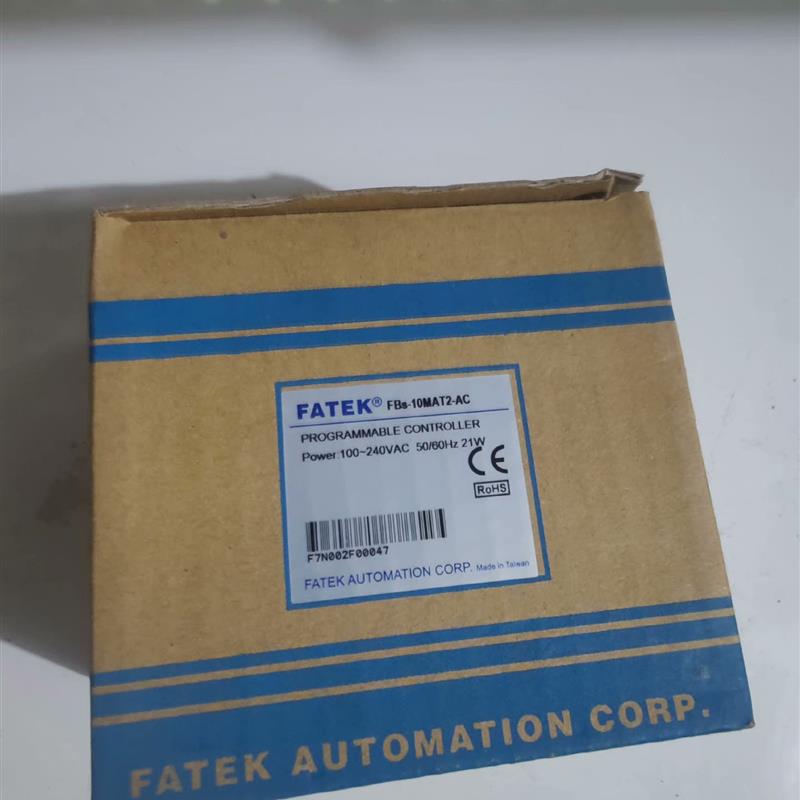 FATEK® FBs-10MAT2-AC
PROGRAMMABLE CONTROLLER
Power:100~240VAC 50/60Hz 21W
CE
RoHS
F7N002F00047
FATEK AUTOMATION CORP. Made in Taiwan
FATEK AUTOMATION CORP.